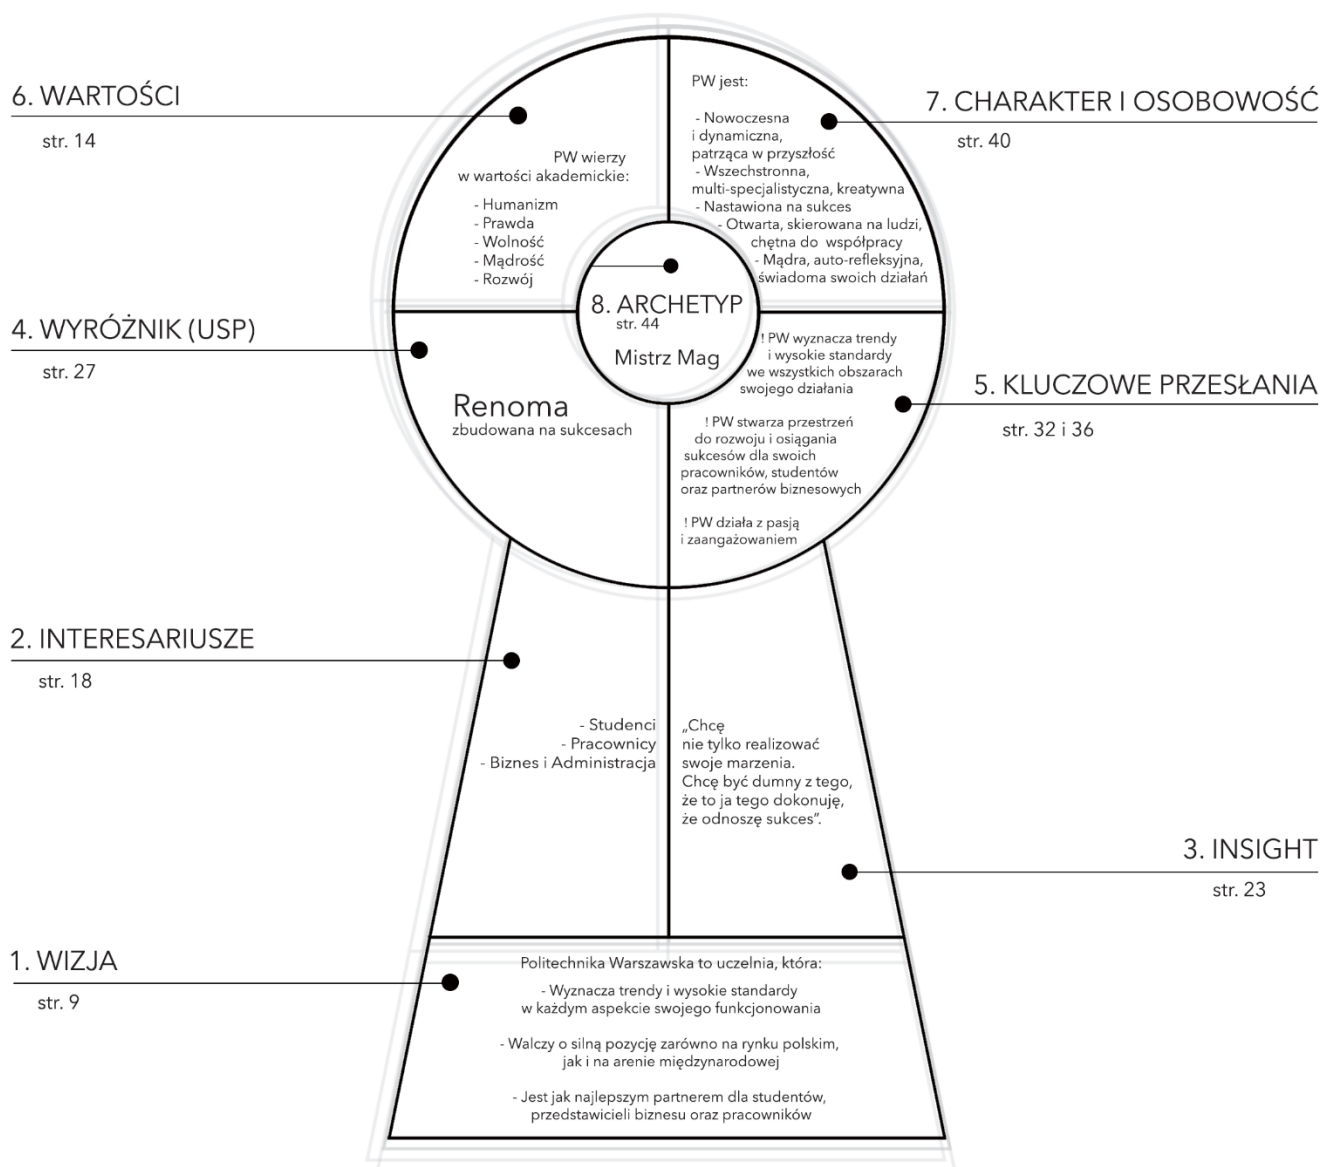 6. WARTOŚCI
str. 14
PW wierzy
w wartości akademickie:
- Humanizm
- Prawda
- Wolność
- Mądrość
- Rozwój
PW jest:
- Nowoczesna
i dynamiczna,
patrząca w przyszłość
- Wszechstronna,
multi-specjalistyczna, kreatywna
- Nastawiona na sukces
- Otwarta, skierowana na ludzi,
chętna do współpracy
- Mądra, auto-refleksyjna,
świadoma swoich działań
7. CHARAKTER I OSOBOWOŚĆ
str. 40
8. ARCHETYP
str. 44
Mistrz Mag
4. WYRÓŻNIK (USP)
str. 27
Renoma
zbudowana na sukcesach
! PW wyznacza trendy
i wysokie standardy
we wszystkich obszarach
swojego działania
! PW stwarza przestrzeń
do rozwoju i osiągania
sukcesów dla swoich
pracowników, studentów
oraz partnerów biznesowych
! PW działa z pasją
i zaangażowaniem
5. KLUCZOWE PRZESŁANIA
str. 32 i 36
2. INTERESARIUSZE
str. 18
- Studenci
- Pracownicy
- Biznes i Administracja
„Chcę
nie tylko realizować
swoje marzenia.
Chcę być dumny z tego,
że to ja tego dokonuję,
że odnoszę sukces”.
3. INSIGHT
str. 23
1. WIZJA
str. 9
Politechnika Warszawska to uczelnia, która:
- Wyznacza trendy i wysokie standardy
w każdym aspekcie swojego funkcjonowania
- Walczy o silną pozycję zarówno na rynku polskim,
jak i na arenie międzynarodowej
- Jest jak najlepszym partnerem dla studentów,
przedstawicieli biznesu oraz pracowników